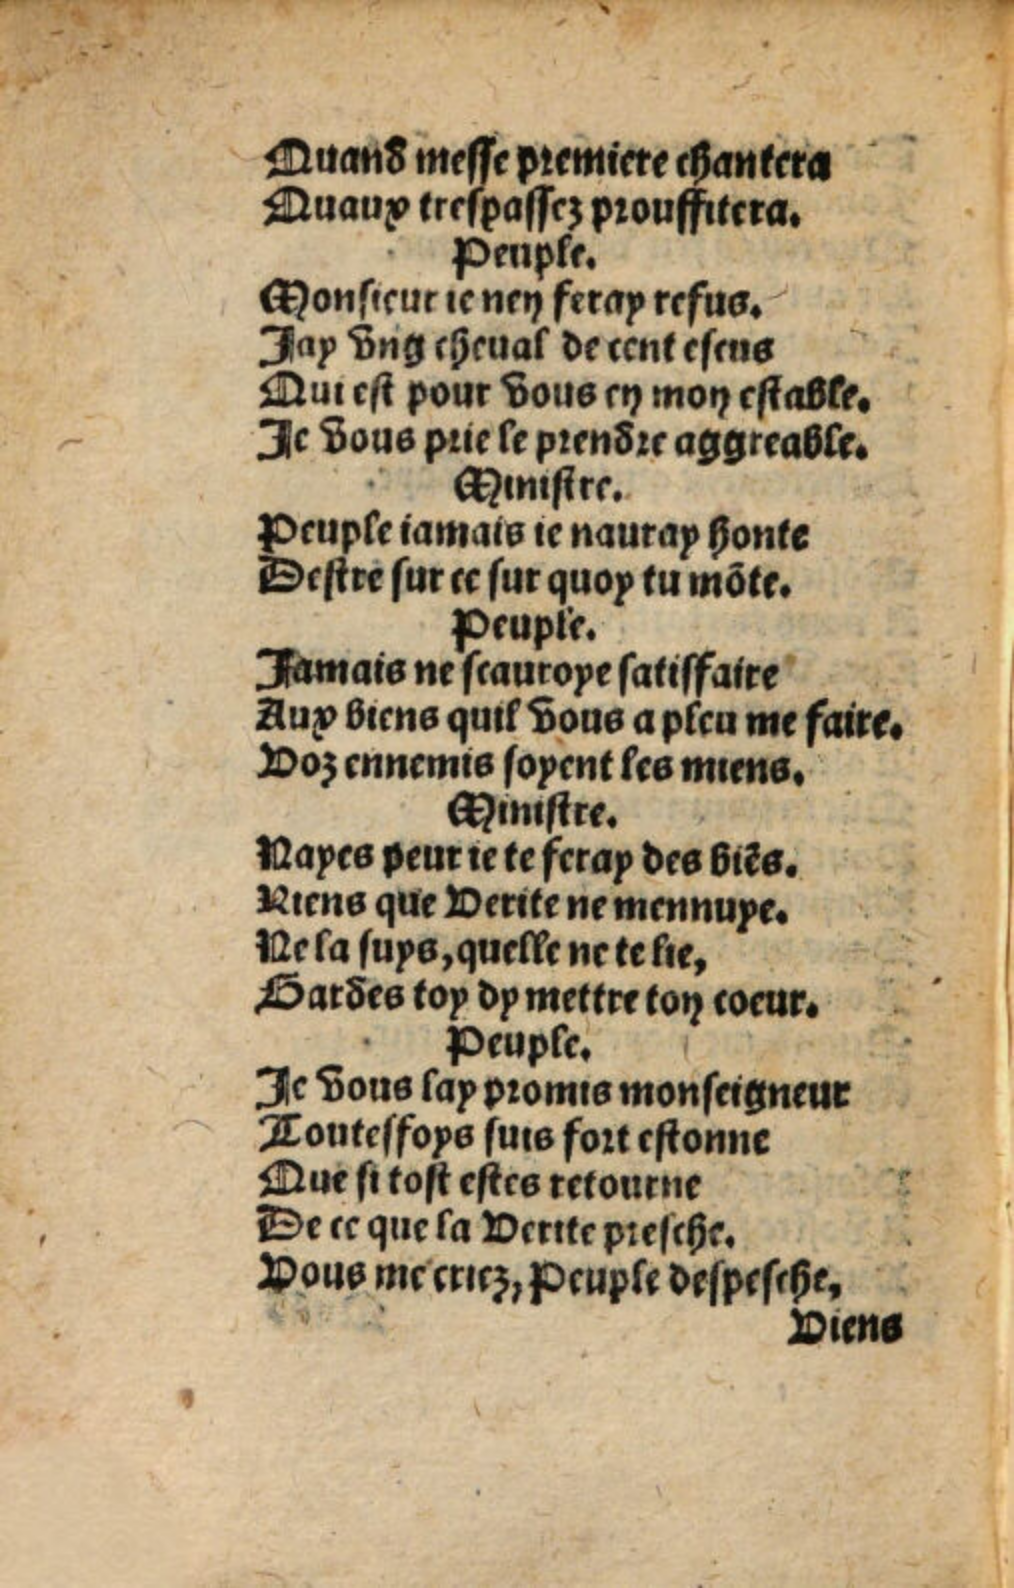 Quand messe premiere chantera
Quaux trespassez prouffitera.
Peuple.
Monsieur ie nen feray refus.
Jay vng cheual de cent escus
Qui est pour vous en mon estable.
Je vous prie le prendre aggreable.
Ministre.
Peuple iamais ie nauray honte
Destre sur ce sur quoy tu mõte.
Peuple.
Jamais ne scauroye satisffaire
Aux biens quil vous a pleu me faire.
Voz ennemis soyent les miens.
Ministre.
Nayes peur ie te feray des biẽs.
Riens que Verite ne mennuye.
Ne la suys, quelle ne te lie,
Gardes toy dy mettre ton coeur.
Peuple.
Je vous lay promis monseigneur
Toutesfoys suis fort estonne
Que si tost estes retourne
De ce que la Verite presche.
Vous me criez, Peuple despesche,
Viens